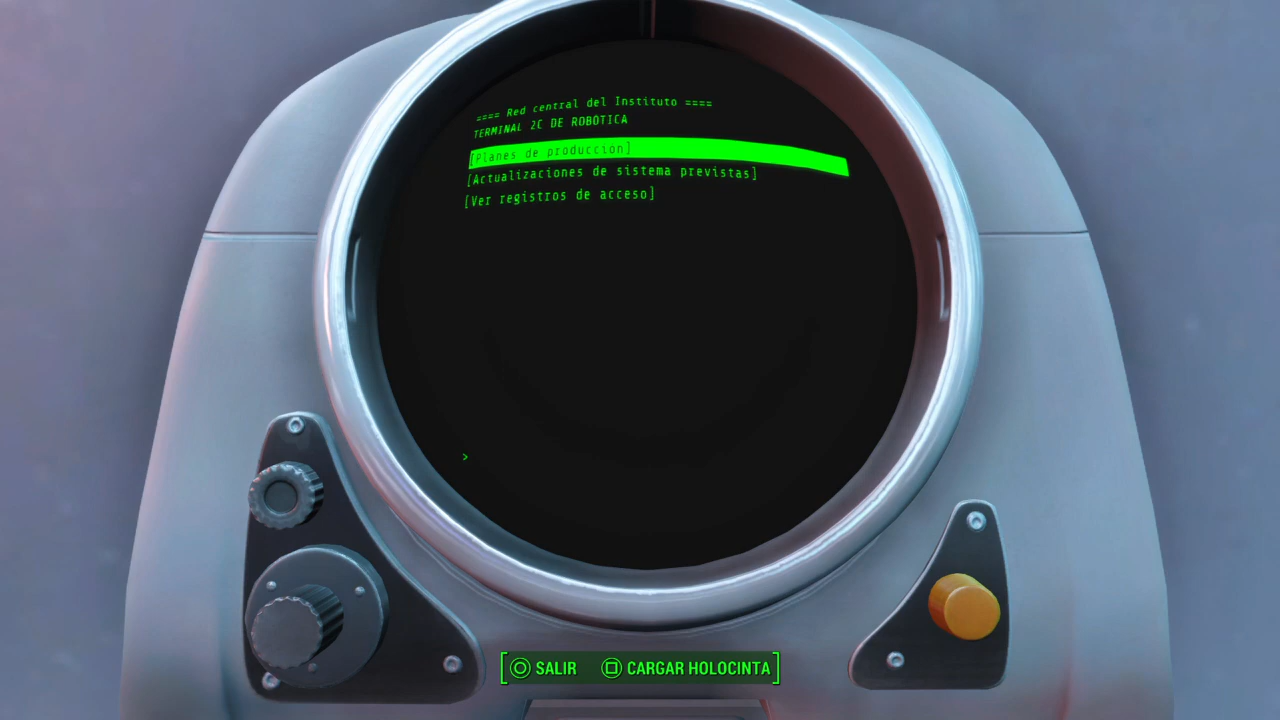 ==== Red central del Instituto ====
TERMINAL 2C DE ROBÓTICA
[Planes de produccion]
[Actualizaciones de sistema previstas]
[Ver registros de acceso]
>
SALIR CARGAR HOLOCINTA